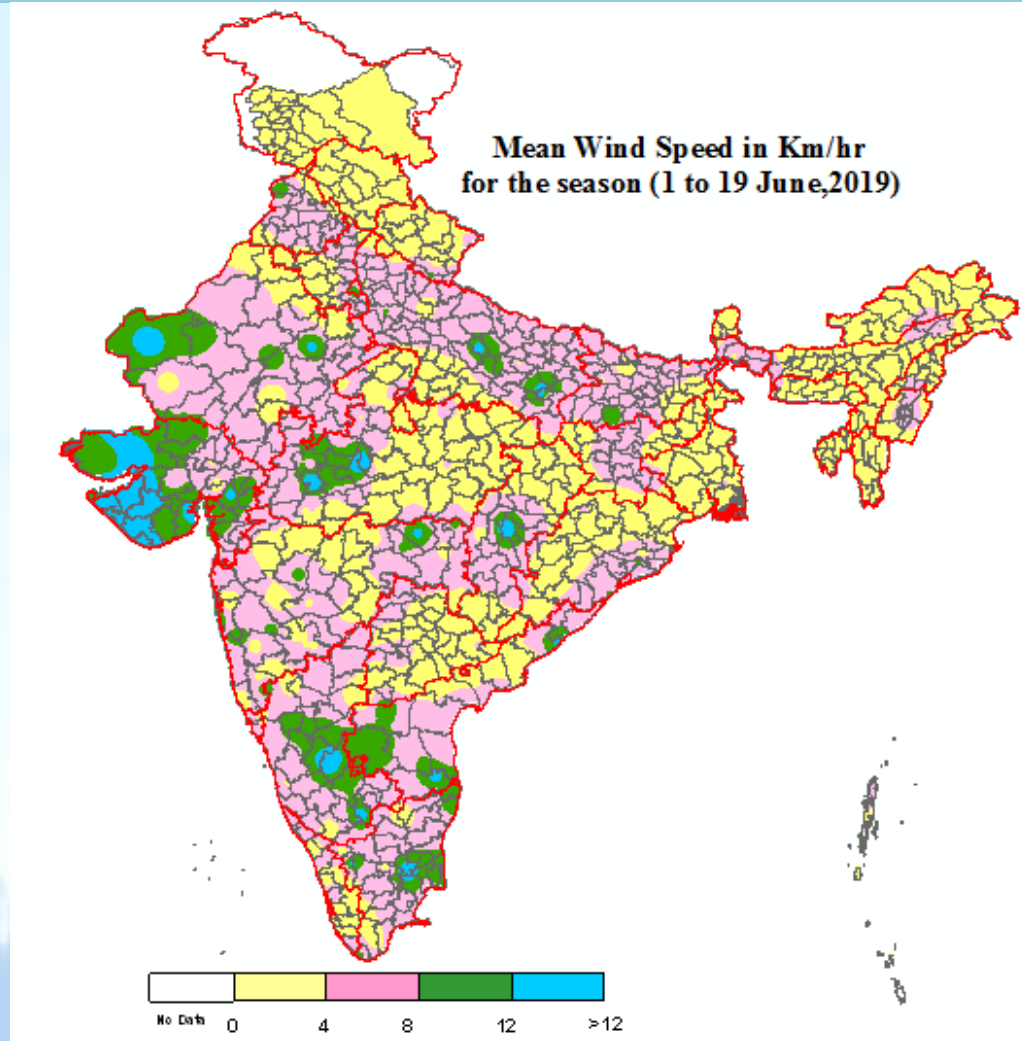 Mean Wind Speed in Km/hr
for the season (1 to 19 June,2019)
No Data 0 4 8 12 >12